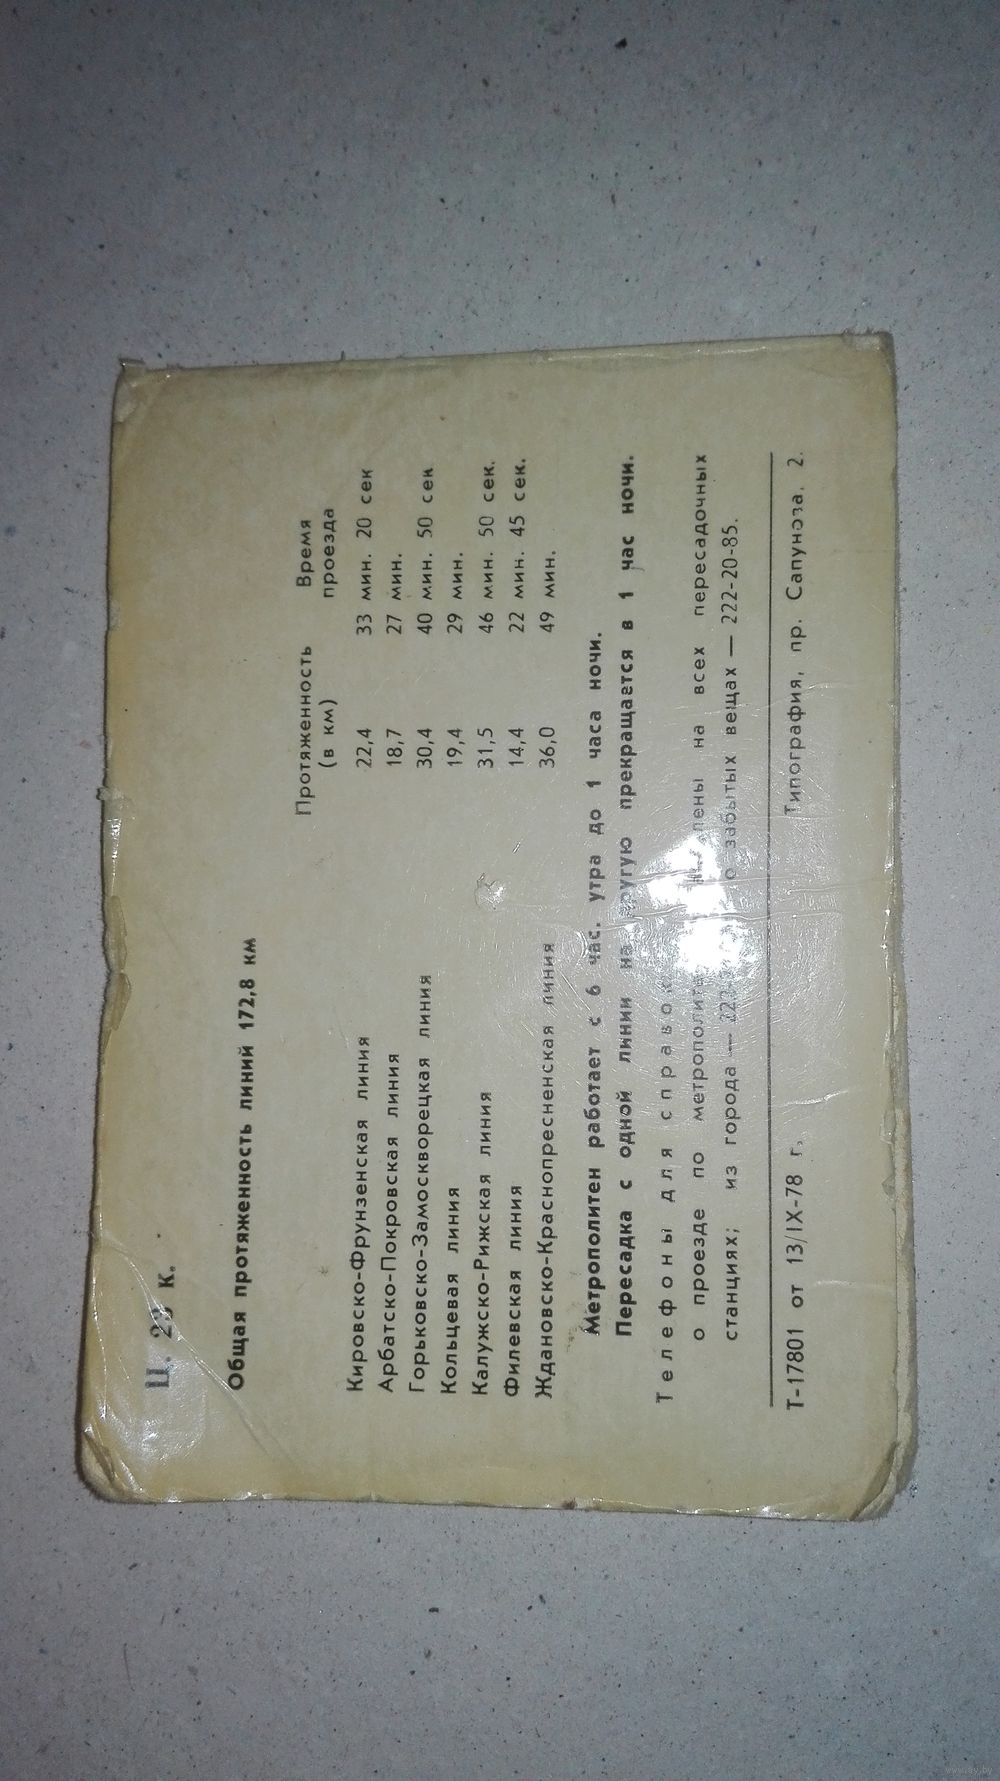 Ц. 23 к.
Общая протяженность линий 172,8 км
Протяженность Время
(в км) проезда
Кировско-Фрунзенская линия 22,4 33 мин. 20 сек
Арбатско-Покровская линия 18,7 27 мин.
Горьковско-Замоскворецкая линия 30,4 40 мин. 50 сек
Кольцевая линия 19,4 29 мин.
Калужско-Рижская линия 31,5 46 мин. 50 сек.
Филевская линия 14,4 22 мин. 45 сек.
Ждановско-Краснопресненская линия 36,0 49 мин.
Метрополитен работает с 6 час. утра до 1 часа ночи.
Пересадка с одной линии на другую прекращается в 1 час ночи.
Телефоны для справок
о проезде по на всех пересадочных
станциях; из города — о забытых вещах — 222-20-85.
Т-17801 от 13/IX-78 г. Типография, пр. Сапунова, 2.
www.ay.by